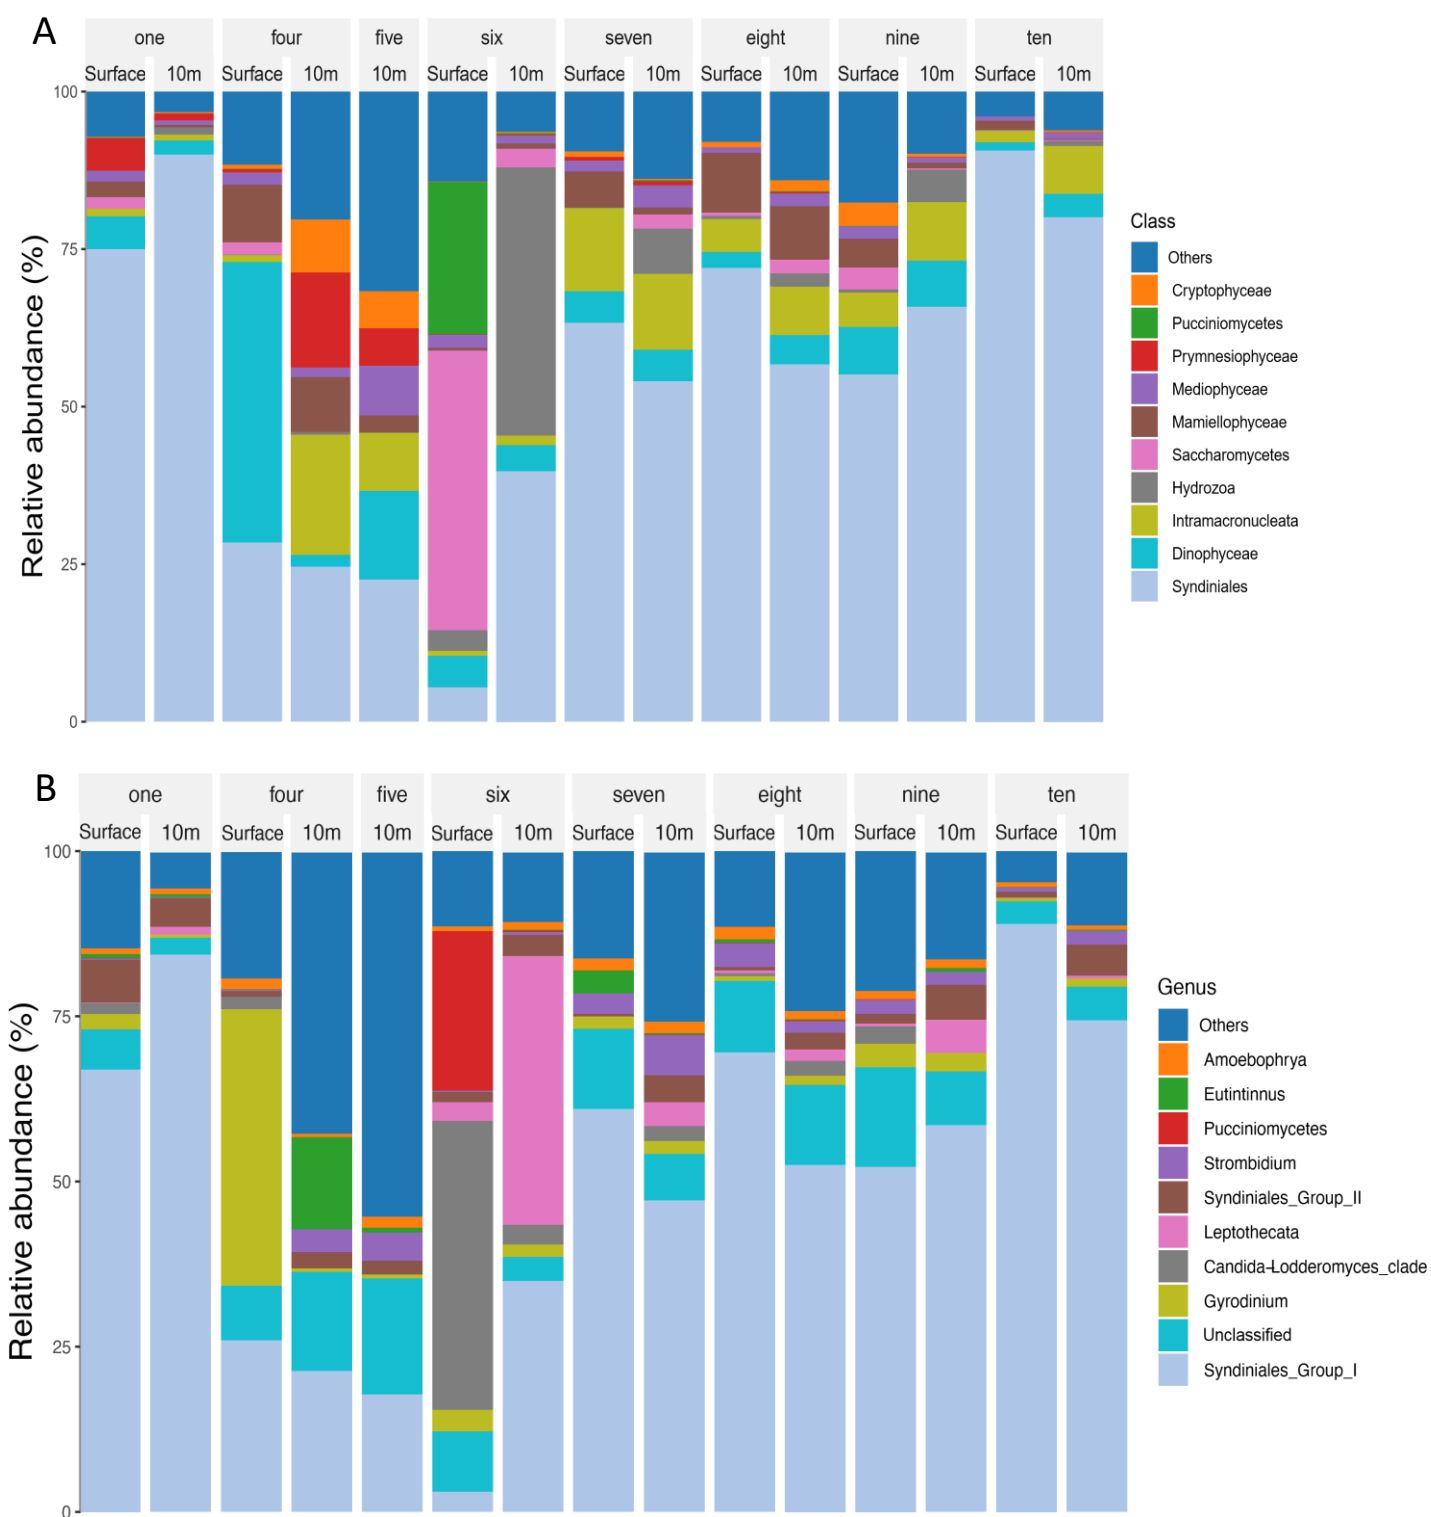 A
one four five six seven eight nine ten
Surface 10m Surface 10m 10m Surface 10m Surface 10m Surface 10m Surface 10m Surface 10m
100
75
50
25
0
Relative abundance (%)
Class
Others
Cryptophyceae
Pucciniomycetes
Prymnesiophyceae
Mediophyceae
Mamiellophyceae
Saccharomycetes
Hydrozoa
Intramacronucleata
Dinophyceae
Syndiniales
B
one four five six seven eight nine ten
Surface 10m Surface 10m 10m Surface 10m Surface 10m Surface 10m Surface 10m Surface 10m
100
75
50
25
0
Relative abundance (%)
Genus
Others
Amoebophrya
Eutintinnus
Pucciniomycetes
Strombidium
Syndiniales_Group_II
Leptothecata
Candida-Lodderomyces_clade
Gyrodinium
Unclassified
Syndiniales_Group_I